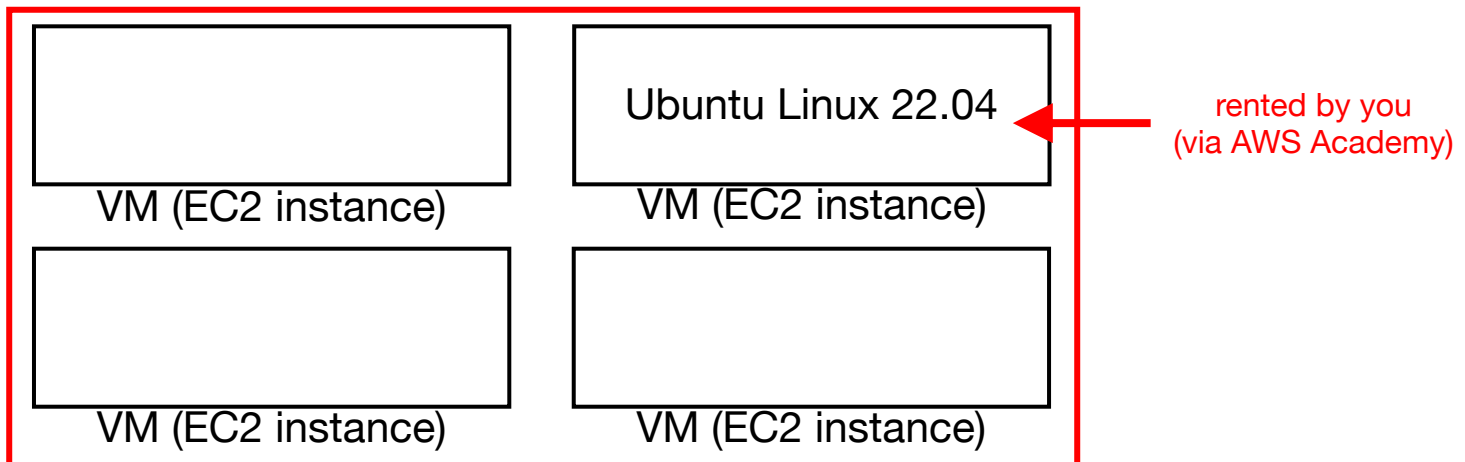 Ubuntu Linux 22.04
rented by you
(via AWS Academy)
VM (EC2 instance)
VM (EC2 instance)
VM (EC2 instance)
VM (EC2 instance)